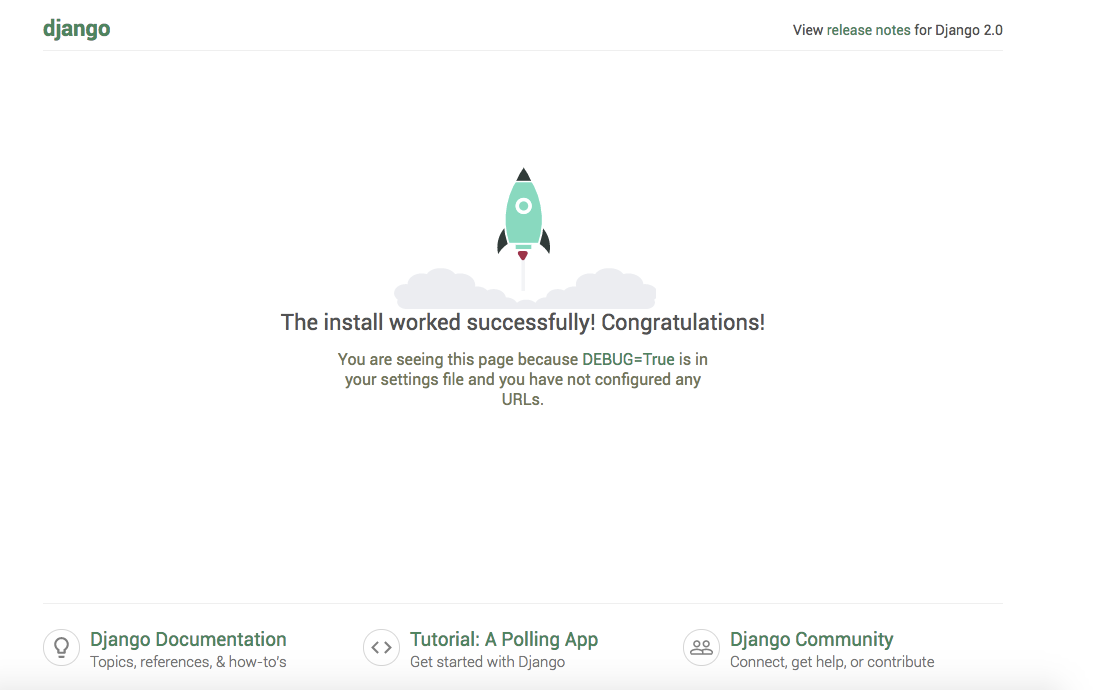 django
View release notes for Django 2.0
The install worked successfully! Congratulations!
You are seeing this page because DEBUG=True is in
your settings file and you have not configured any
URLs.
Django Documentation
Topics, references, & how-to's
Tutorial: A Polling App
Get started with Django
Django Community
Connect, get help, or contribute